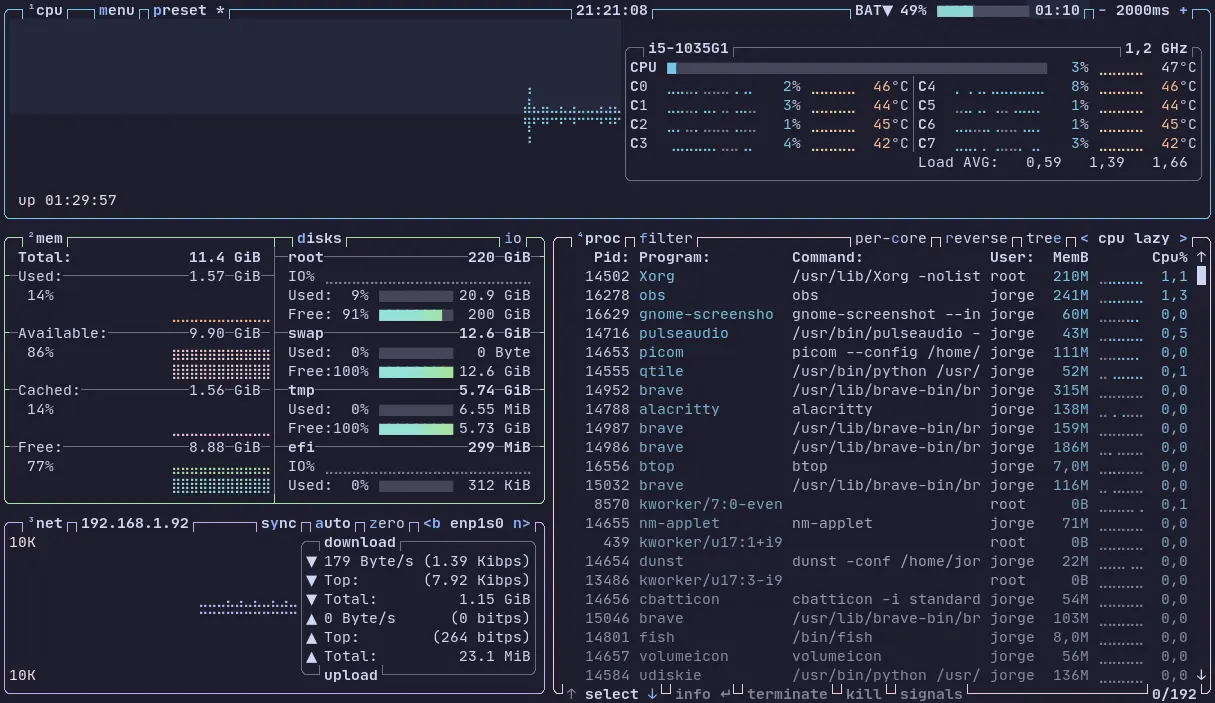 ¹cpu menu preset * 21:21:08 BAT▼ 49% 01:10 - 2000ms +
i5-1035G1 1,2 GHz
CPU 3% 47°C
C0 2% 46°C C4 8% 46°C
C1 3% 44°C C5 1% 44°C
C2 1% 45°C C6 1% 45°C
C3 4% 42°C C7 3% 42°C
Load AVG: 0,59 1,39 1,66
up 01:29:57
²mem
Total: 11.4 GiB
Used: 1.57 GiB
14%
Available: 9.90 GiB
86%
Cached: 1.56 GiB
14%
Free: 8.88 GiB
77%
disks io
root 220 GiB
IO%
Used: 9% 20.9 GiB
Free: 91% 200 GiB
swap 12.6 GiB
Used: 0% 0 Byte
Free:100% 12.6 GiB
tmp 5.74 GiB
Used: 0% 6.55 MiB
Free:100% 5.73 GiB
efi 299 MiB
IO%
Used: 0% 312 KiB
³net 192.168.1.92 sync auto zero <b enp1s0 n>
10K
10K
download
▼ 179 Byte/s (1.39 Kibps)
▼ Top: (7.92 Kibps)
▼ Total: 1.15 GiB
▲ 0 Byte/s (0 bitps)
▲ Top: (264 bitps)
▲ Total: 23.1 MiB
upload
⁴proc filter per-core reverse tree < cpu lazy >
Pid: Program: Command: User: MemB Cpu% ↑
14502 Xorg /usr/lib/Xorg -nolist root 210M 1,1
16278 obs obs jorge 241M 1,3
16629 gnome-screensho gnome-screenshot --in jorge 60M 0,0
14716 pulseaudio /usr/bin/pulseaudio - jorge 43M 0,5
14653 picom picom --config /home/ jorge 111M 0,0
14555 qtile /usr/bin/python /usr/ jorge 52M 0,1
14952 brave /usr/lib/brave-bin/br jorge 315M 0,0
14788 alacritty alacritty jorge 138M 0,0
14987 brave /usr/lib/brave-bin/br jorge 159M 0,0
14986 brave /usr/lib/brave-bin/br jorge 186M 0,0
16556 btop btop jorge 7,0M 0,0
15032 brave /usr/lib/brave-bin/br jorge 116M 0,0
8570 kworker/7:0-even root 0B 0,1
14655 nm-applet nm-applet jorge 71M 0,0
439 kworker/u17:1+i9 root 0B 0,0
14654 dunst dunst -conf /home/jor jorge 22M 0,0
13486 kworker/u17:3-i9 root 0B 0,0
14656 cbatticon cbatticon -i standard jorge 54M 0,0
15046 brave /usr/lib/brave-bin/br jorge 103M 0,0
14801 fish /bin/fish jorge 8,0M 0,0
14657 volumeicon volumeicon jorge 56M 0,0
14584 udiskie /usr/bin/python /usr/ jorge 136M 0,0 ↓
↑ select ↓ info ↵ terminate kill signals 0/192